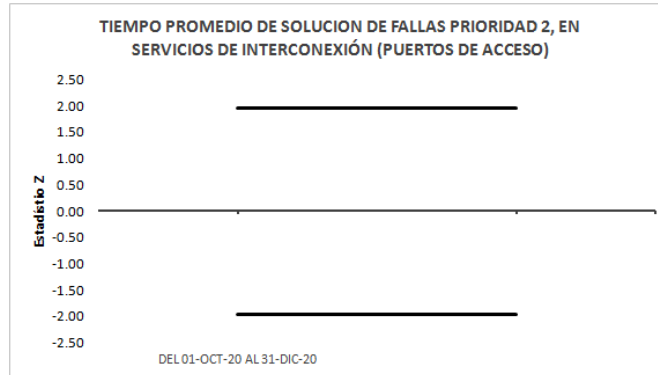 TIEMPO PROMEDIO DE SOLUCION DE FALLAS PRIORIDAD 2, EN
SERVICIOS DE INTERCONEXIÓN (PUERTOS DE ACCESO)
2.50
2.00
1.50
1.00
0.50
0.00
-0.50
-1.00
-1.50
-2.00
-2.50
Estadístio Z
DEL 01-OCT-20 AL 31-DIC-20